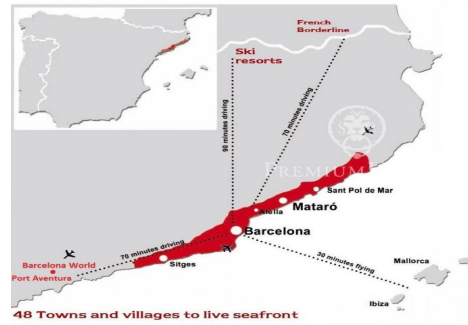 French
Borderline
Ski
resorts
90 minutes driving
70 minutes driving
PREMIUM
Sant Pol de Mar
Mataró
Alella
Barcelona
70 minutes driving
Barcelona World
Port Aventura
Sitges
30 minutes flying
Mallorca
Ibiza
48 Towns and villages to live seafront